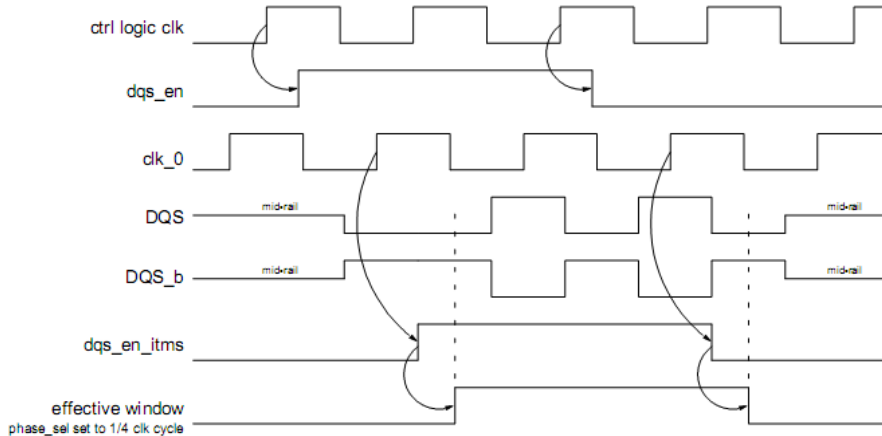 ctrl logic clk
dqs_en
clk_0
mid-rail
mid-rail
DQS
mid-rail
mid-rail
DQS_b
dqs_en_itms
effective window
phase_sel set to 1/4 clk cycle